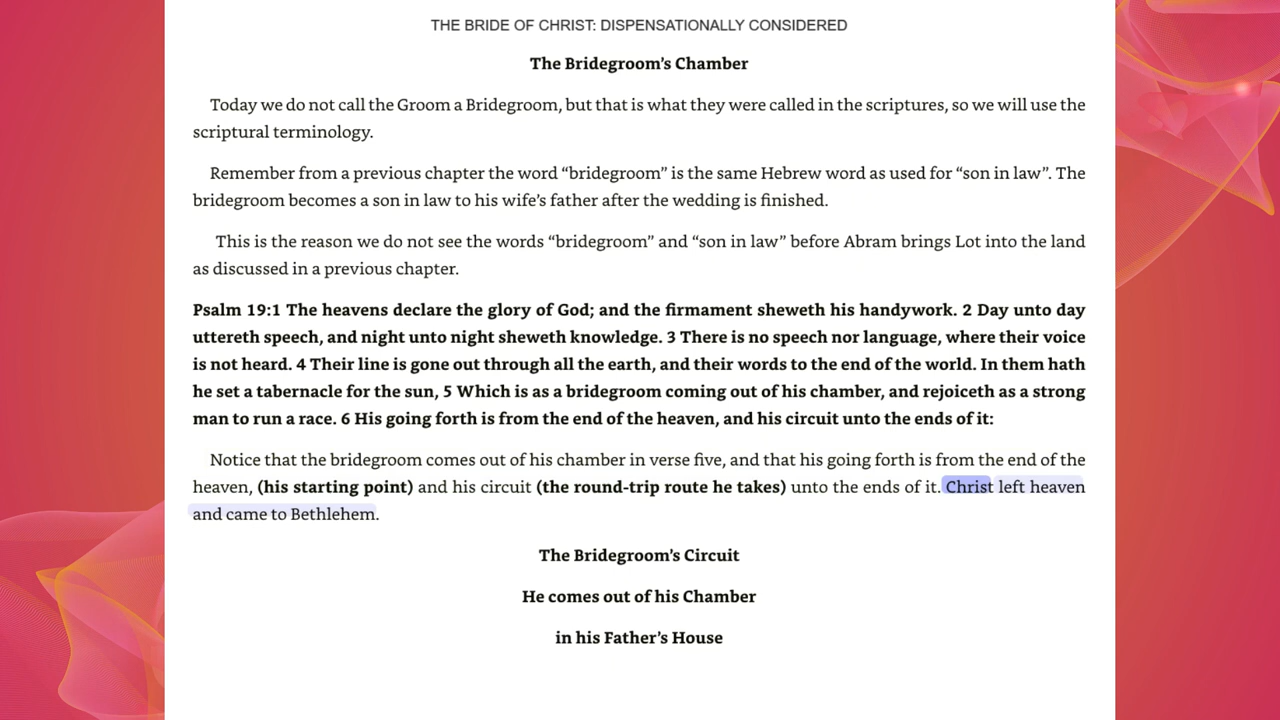 THE BRIDE OF CHRIST: DISPENSATIONALLY CONSIDERED
The Bridegroom’s Chamber
Today we do not call the Groom a Bridegroom, but that is what they were called in the scriptures, so we will use the
scriptural terminology.
Remember from a previous chapter the word “bridegroom” is the same Hebrew word as used for “son in law”. The
bridegroom becomes a son in law to his wife’s father after the wedding is finished.
This is the reason we do not see the words “bridegroom” and “son in law” before Abram brings Lot into the land
as discussed in a previous chapter.
Psalm 19:1 The heavens declare the glory of God; and the firmament sheweth his handywork. 2 Day unto day
uttereth speech, and night unto night sheweth knowledge. 3 There is no speech nor language, where their voice
is not heard. 4 Their line is gone out through all the earth, and their words to the end of the world. In them hath
he set a tabernacle for the sun, 5 Which is as a bridegroom coming out of his chamber, and rejoiceth as a strong
man to run a race. 6 His going forth is from the end of the heaven, and his circuit unto the ends of it:
Notice that the bridegroom comes out of his chamber in verse five, and that his going forth is from the end of the
heaven, (his starting point) and his circuit (the round-trip route he takes) unto the ends of it. Christ left heaven
and came to Bethlehem.
The Bridegroom’s Circuit
He comes out of his Chamber
in his Father’s House